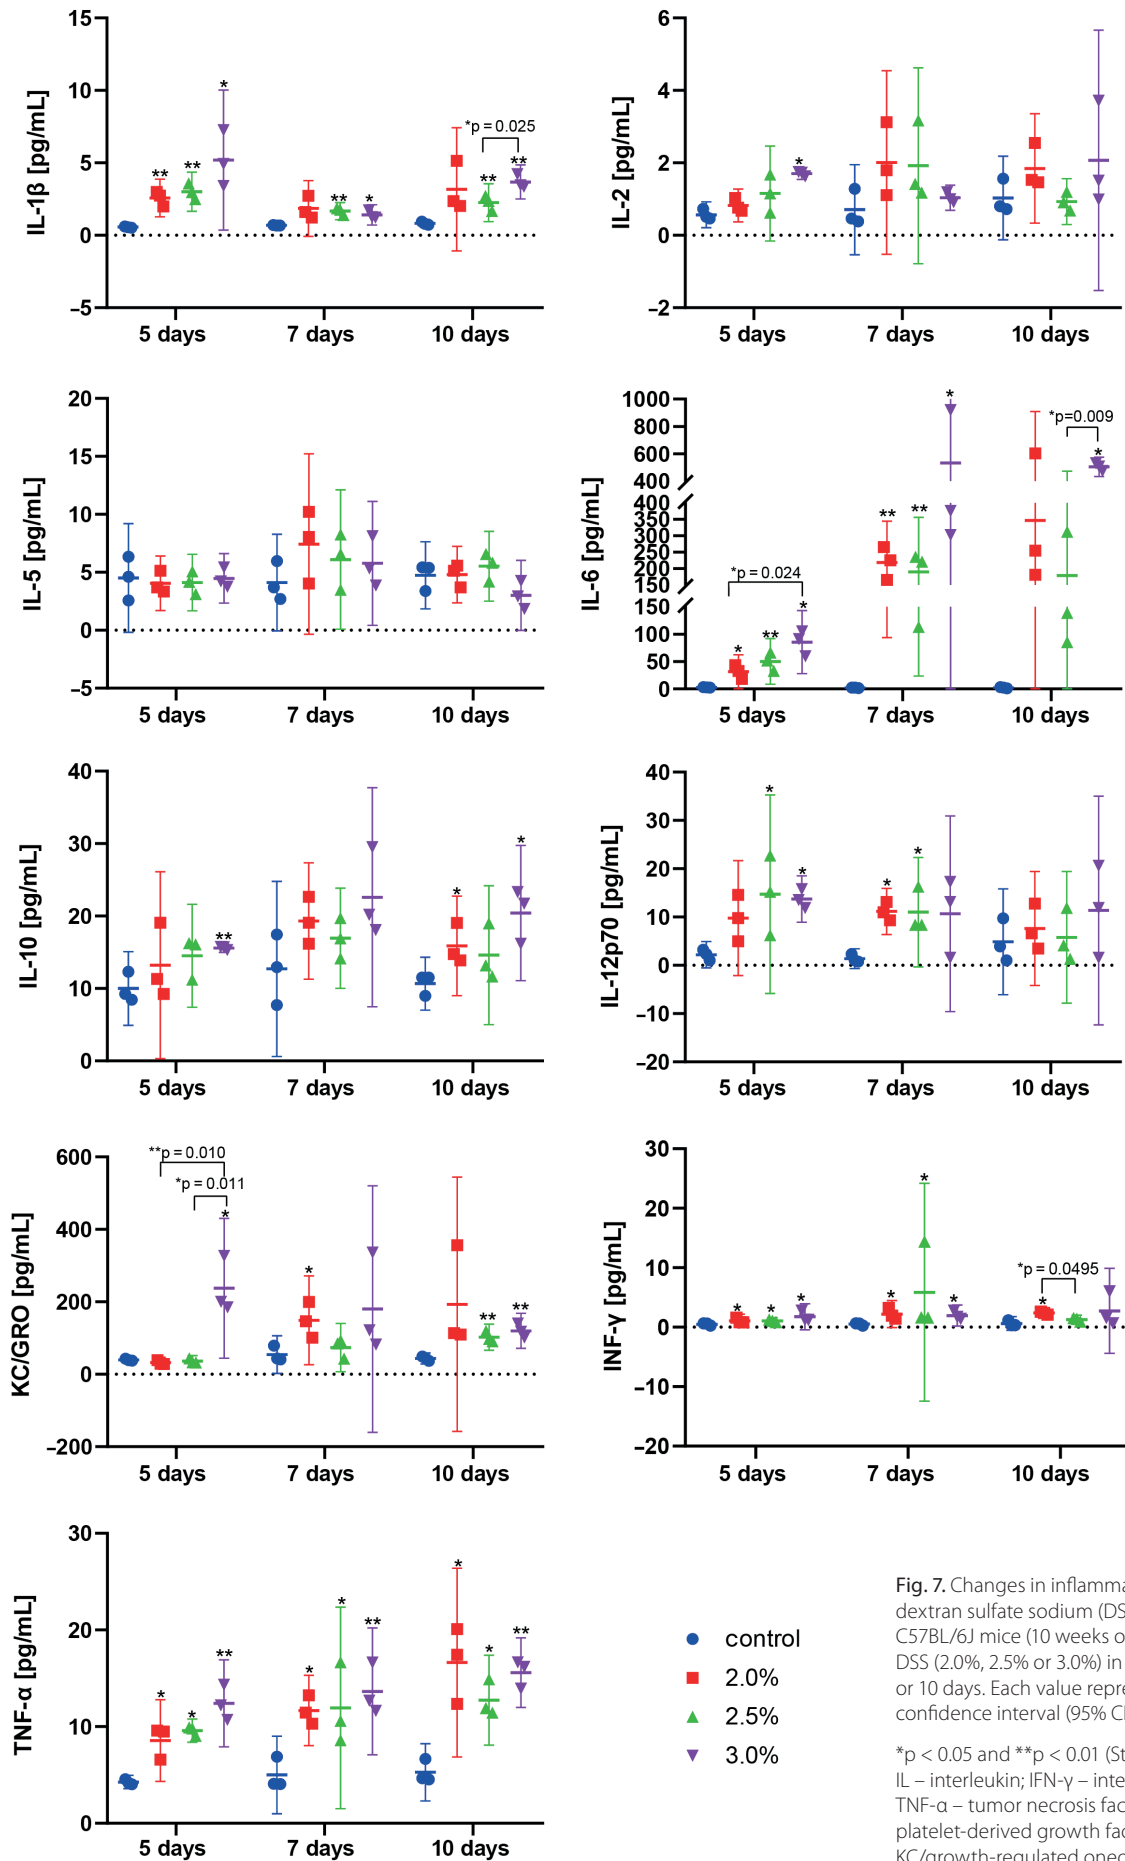 15
10
5
0
−5
IL-1β [pg/mL]
** ** *
** *
*p = 0.025
** **
5 days 7 days 10 days
6
4
2
0
−2
IL-2 [pg/mL]
*
5 days 7 days 10 days
20
15
10
5
0
−5
IL-5 [pg/mL]
5 days 7 days 10 days
1000
800
600
400
400
350
300
250
200
150
150
100
50
0
IL-6 [pg/mL]
*p = 0.024
* ** *
** ** *
*p=0.009
*
5 days 7 days 10 days
40
30
20
10
0
IL-10 [pg/mL]
**
* *
5 days 7 days 10 days
40
30
20
10
0
−10
−20
IL-12p70 [pg/mL]
* *
* *
5 days 7 days 10 days
600
400
200
0
−200
KC/GRO [pg/mL]
**p = 0.010
*p = 0.011
*
*
** **
5 days 7 days 10 days
30
20
10
0
−10
−20
INF-γ [pg/mL]
* * *
* * *
*p = 0.0495
*
5 days 7 days 10 days
30
20
10
0
TNF-α [pg/mL]
* * **
* * **
* * **
5 days 7 days 10 days
control
2.0%
2.5%
3.0%
Fig. 7. Changes in inflamma
dextran sulfate sodium (DS
C57BL/6J mice (10 weeks o
DSS (2.0%, 2.5% or 3.0%) in
or 10 days. Each value repre
confidence interval (95% CI
*p < 0.05 and **p < 0.01 (St
IL – interleukin; IFN-γ – inte
TNF-α – tumor necrosis fac
platelet-derived growth fac
KC/growth-regulated onco